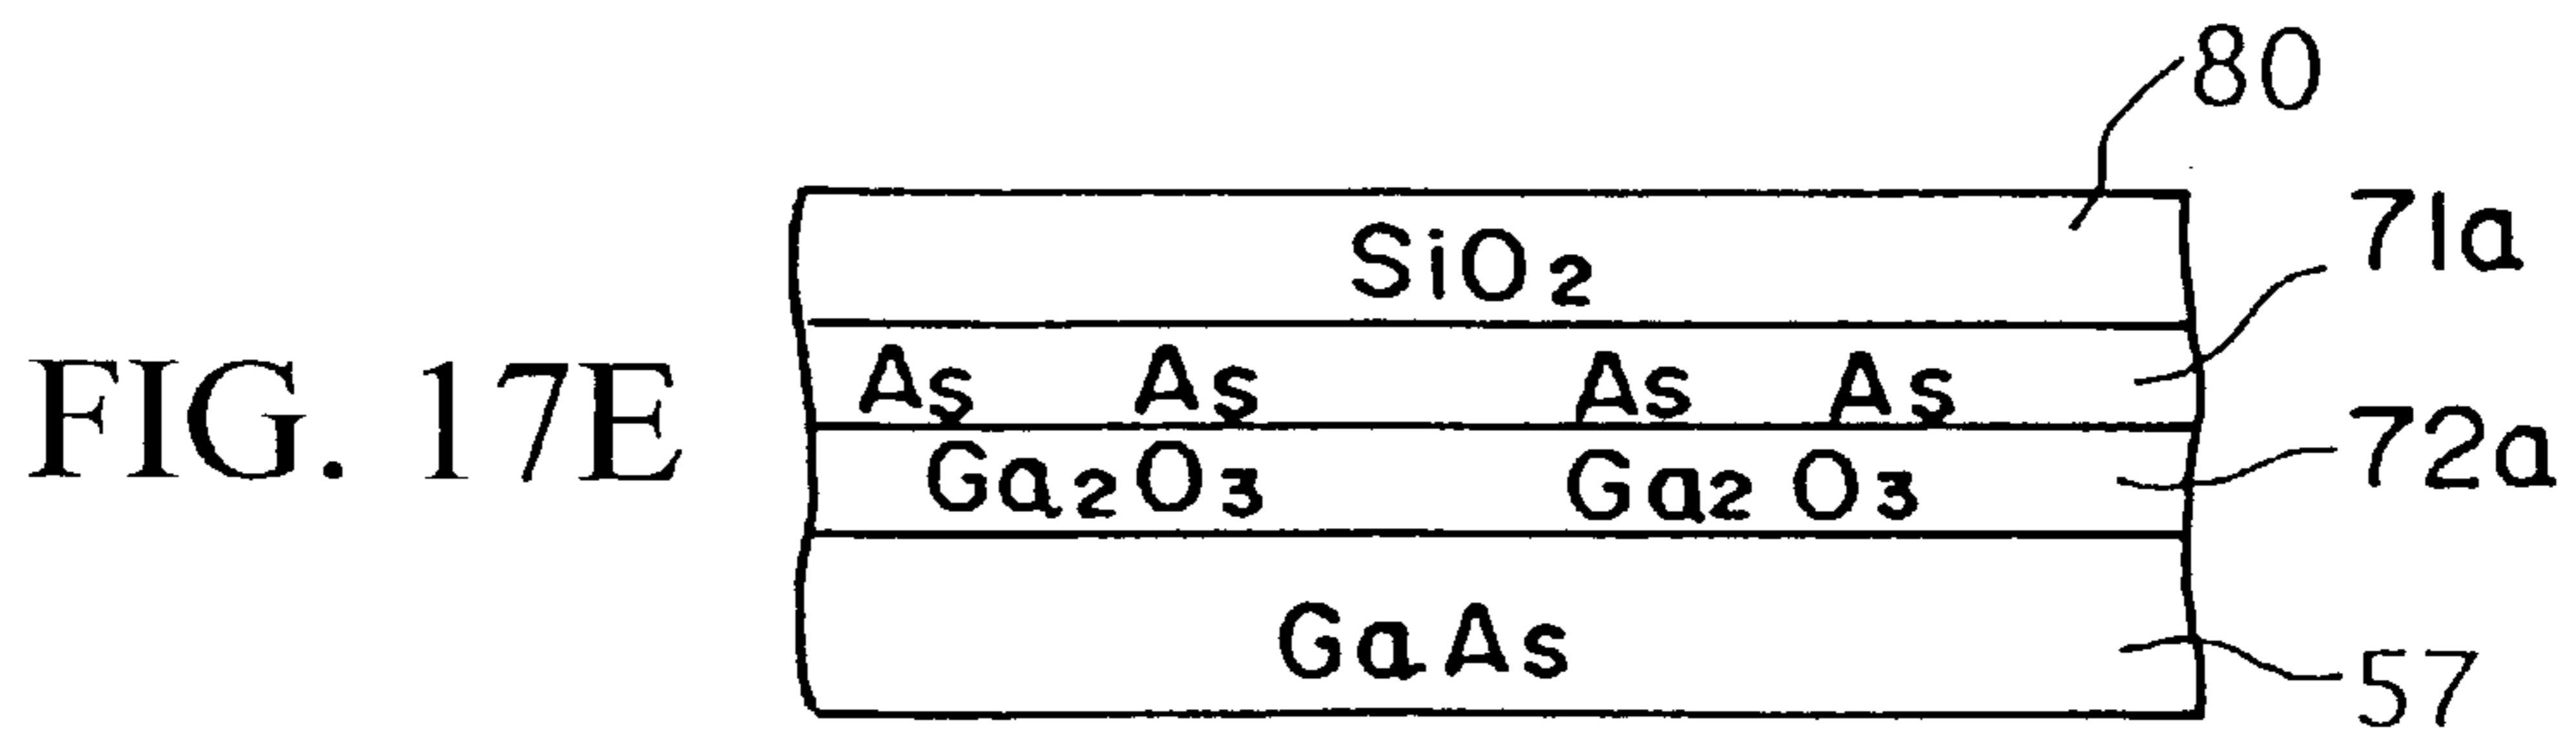 80
SiO2
71a
As As As As
FIG. 17E
72a
Ga2O3 Ga2O3
GaAs
57